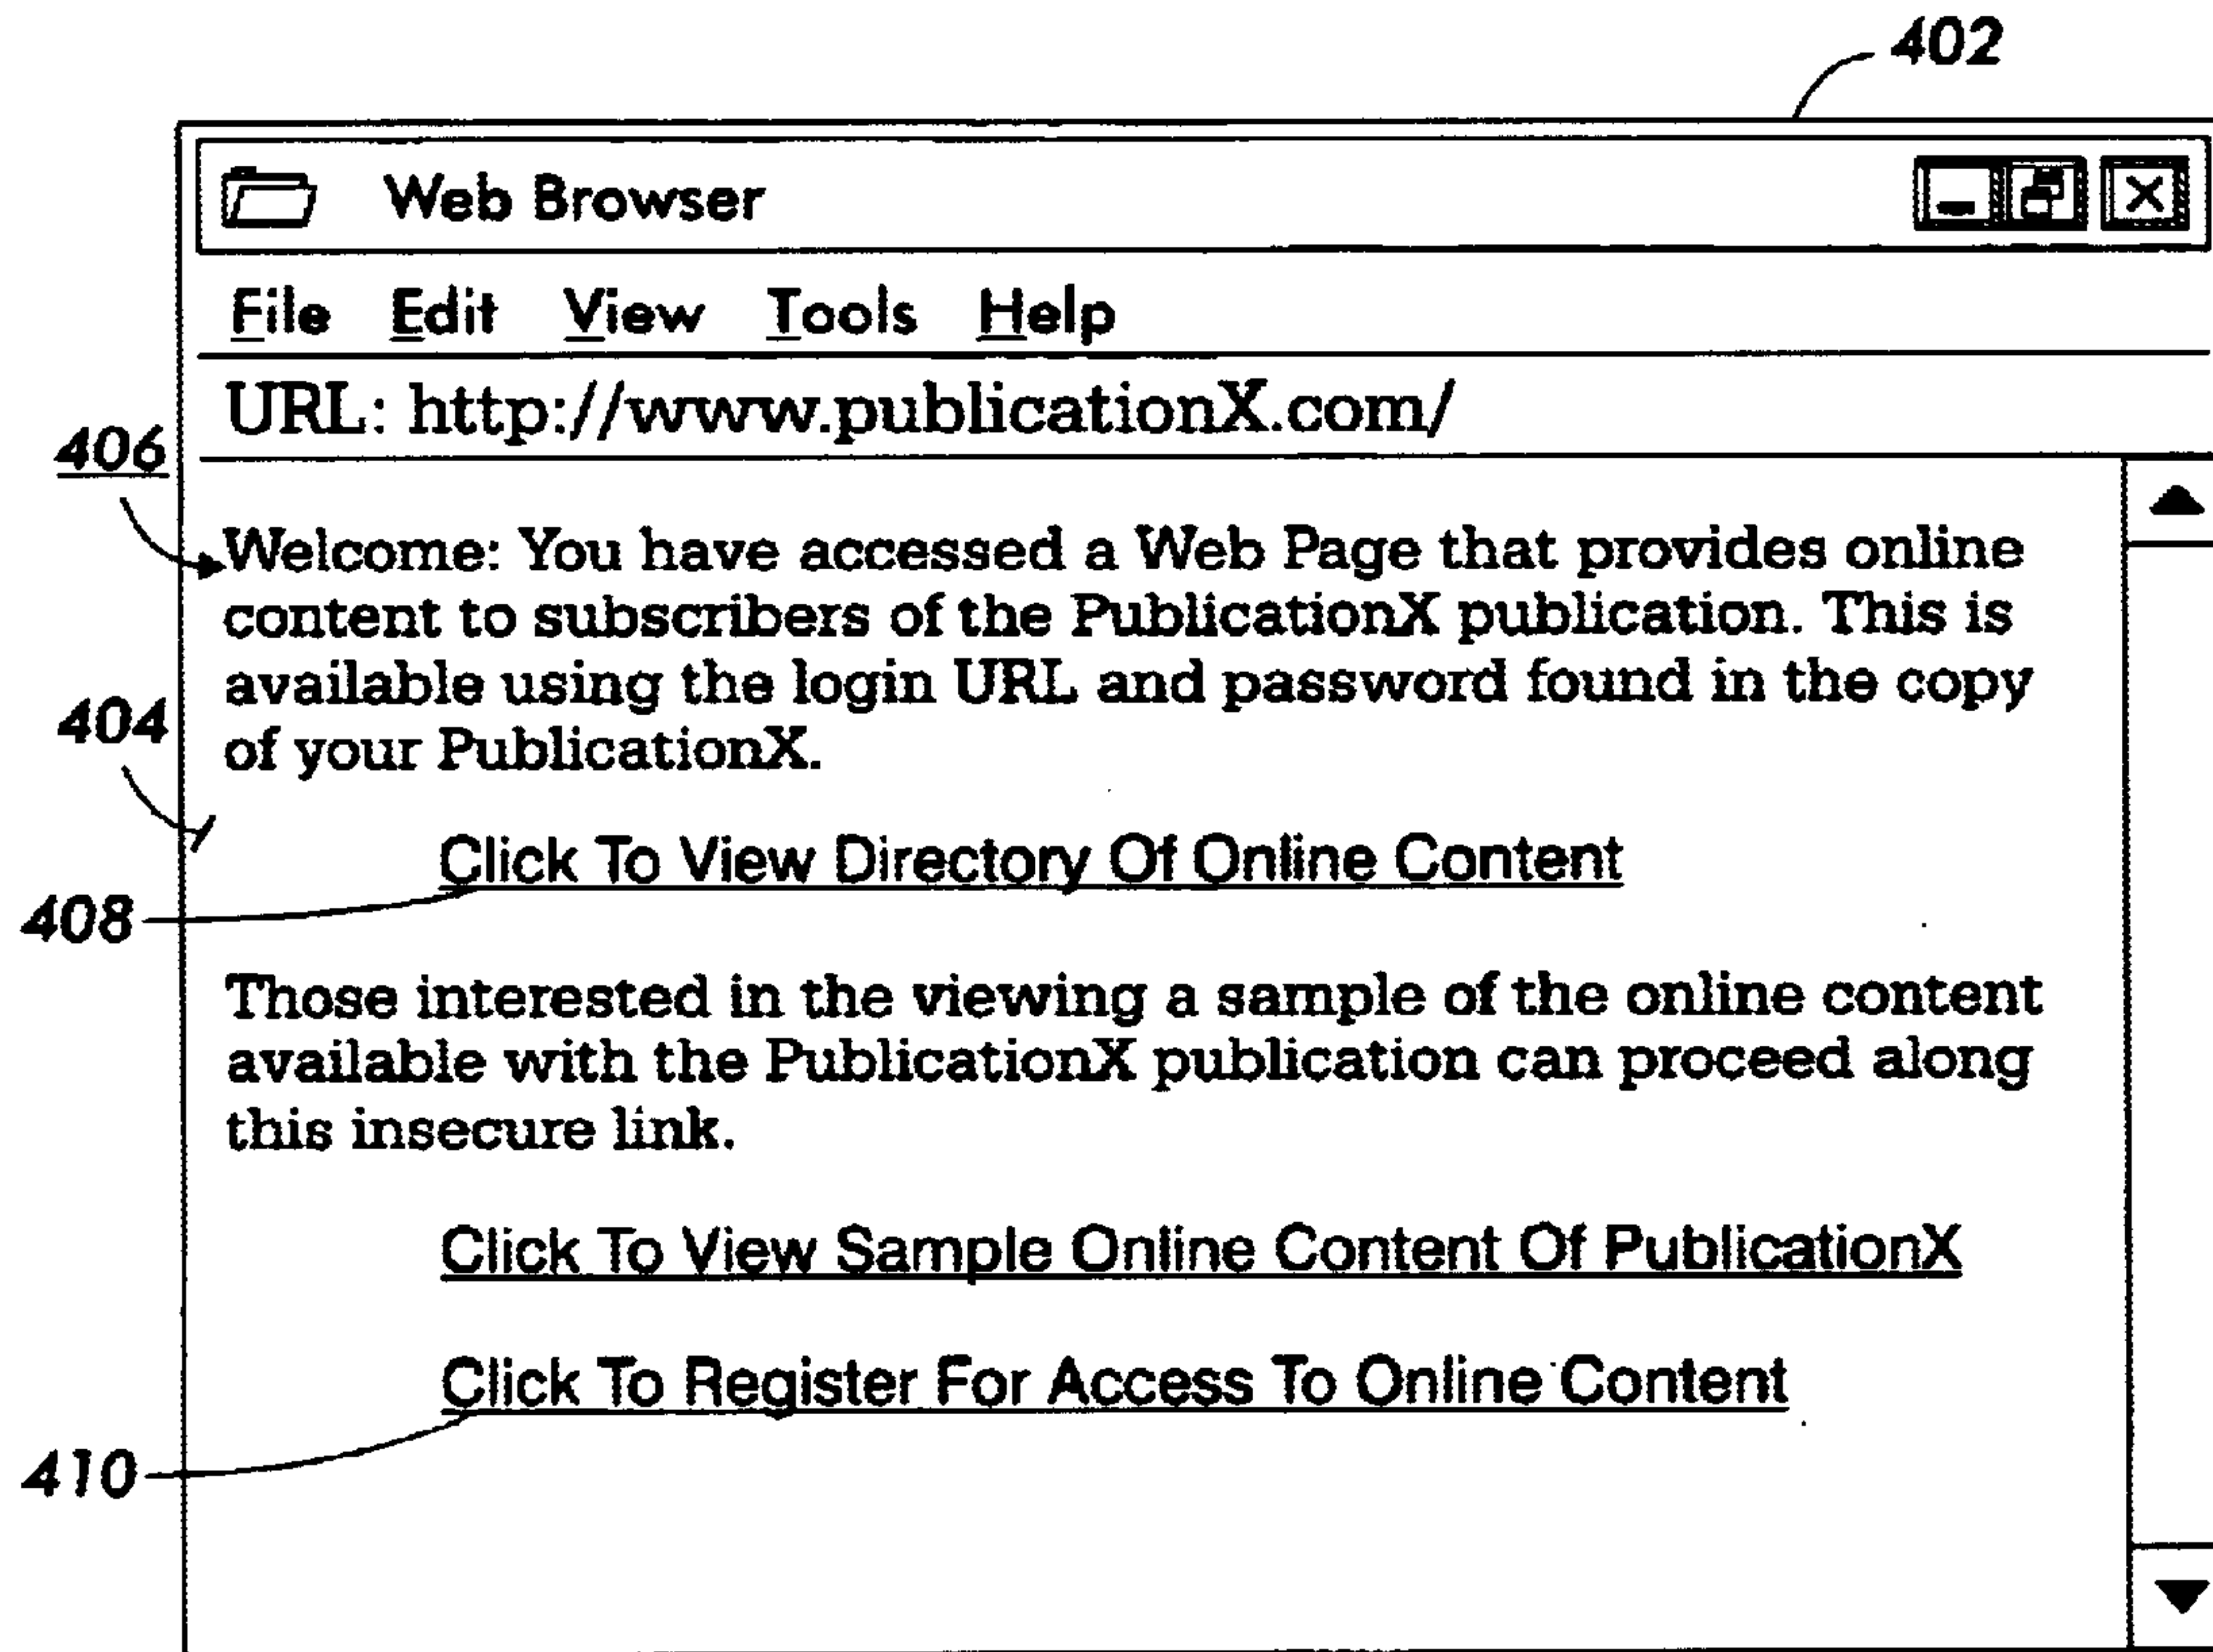 402
Web Browser
File Edit View Tools Help
URL: http://www.publicationX.com/
406
Welcome: You have accessed a Web Page that provides online
content to subscribers of the PublicationX publication. This is
available using the login URL and password found in the copy
of your PublicationX.
404
Click To View Directory Of Online Content
408
Those interested in the viewing a sample of the online content
available with the PublicationX publication can proceed along
this insecure link.
Click To View Sample Online Content Of PublicationX
Click To Register For Access To Online Content
410